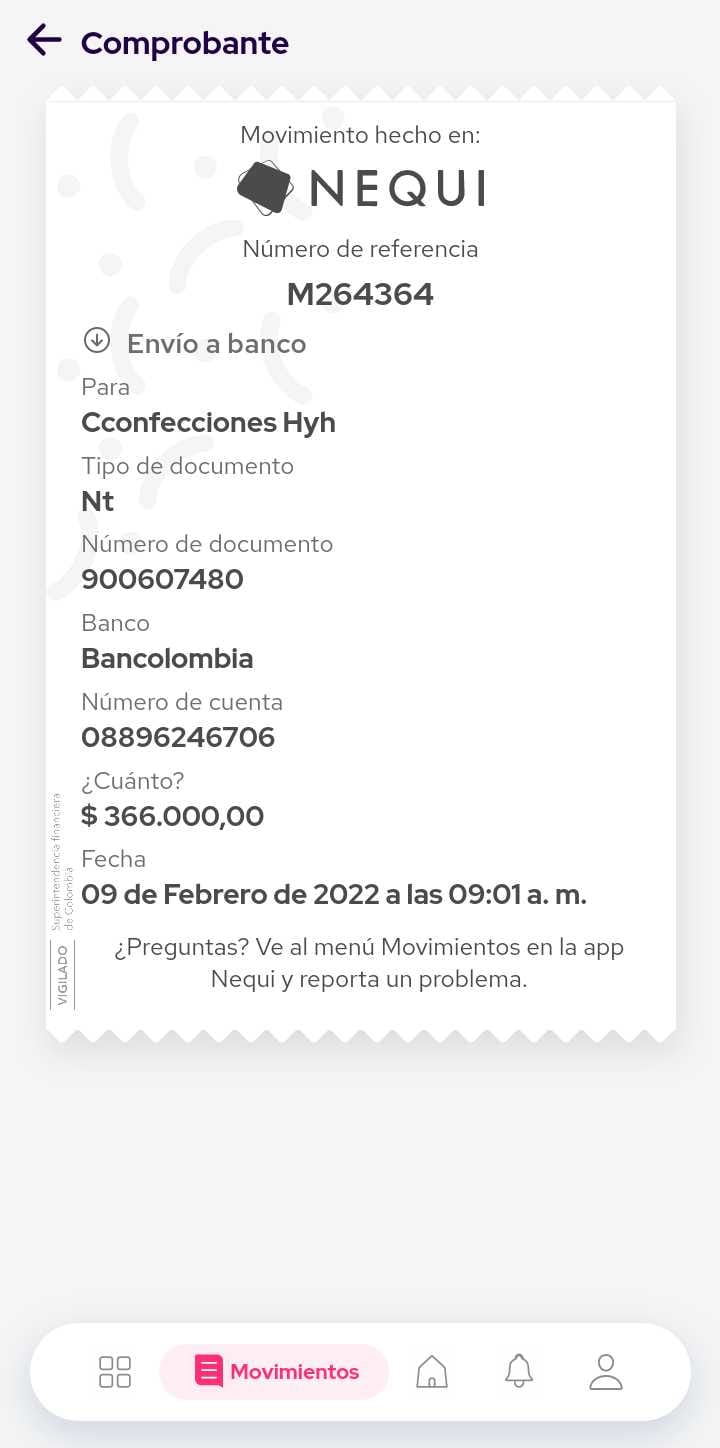 Comprobante
Movimiento hecho en:
NEQUI
Número de referencia
M264364
Envío a banco
Para
Cconfecciones Hyh
Tipo de documento
Nt
Número de documento
900607480
Banco
Bancolombia
Número de cuenta
08896246706
¿Cuánto?
$ 366.000,00
Fecha
09 de Febrero de 2022 a las 09:01 a. m.
¿Preguntas? Ve al menú Movimientos en la app
Nequi y reporta un problema.
VIGILADO
Superintendencia financiera
de Colombia
Movimientos